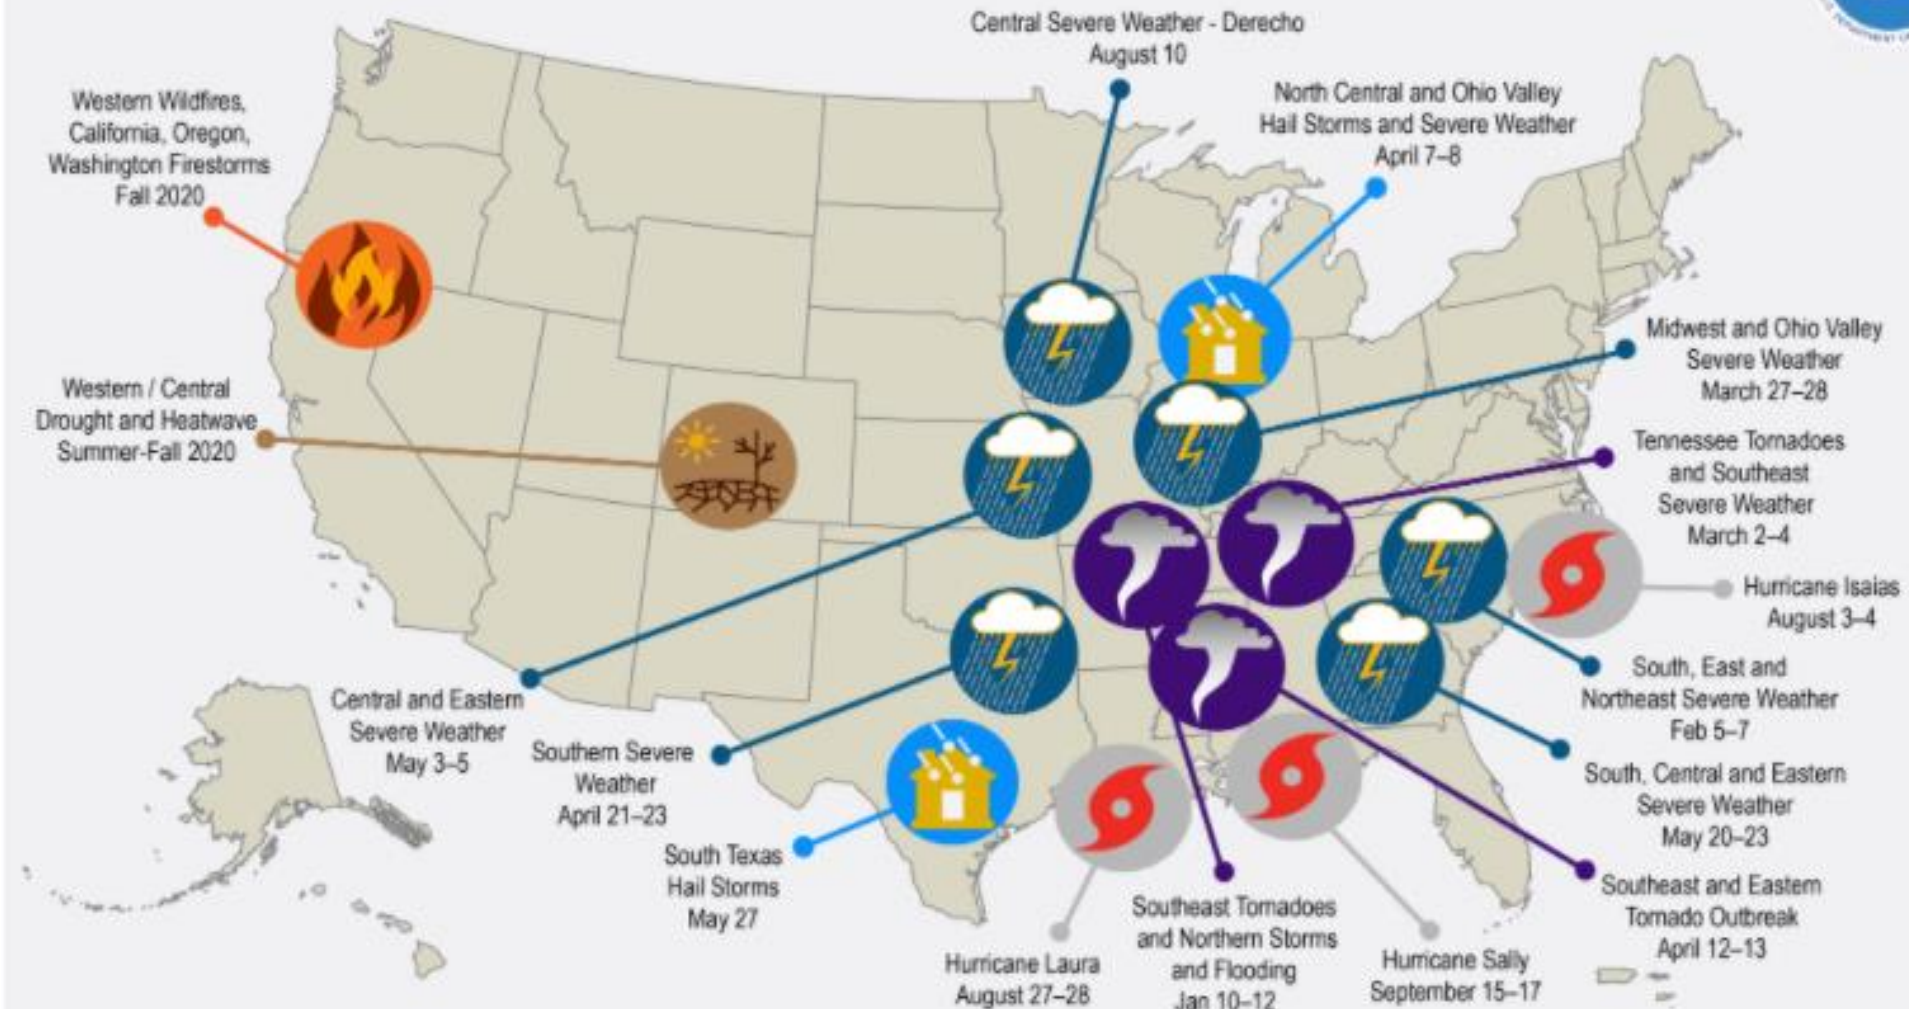 Central Severe Weather - Derecho
August 10
North Central and Ohio Valley
Hail Storms and Severe Weather
April 7–8
Western Wildfires,
California, Oregon,
Washington Firestorms
Fall 2020
Midwest and Ohio Valley
Severe Weather
March 27–28
Western / Central
Drought and Heatwave
Summer-Fall 2020
Tennessee Tornadoes
and Southeast
Severe Weather
March 2–4
Hurricane Isaias
August 3–4
South, East and
Northeast Severe Weather
Feb 5–7
Central and Eastern
Severe Weather
May 3–5
Southern Severe
Weather
April 21–23
South, Central and Eastern
Severe Weather
May 20–23
South Texas
Hail Storms
May 27
Southeast and Eastern
Tornado Outbreak
April 12–13
Hurricane Laura
August 27–28
Southeast Tornadoes
and Northern Storms
and Flooding
Jan 10–12
Hurricane Sally
September 15–17